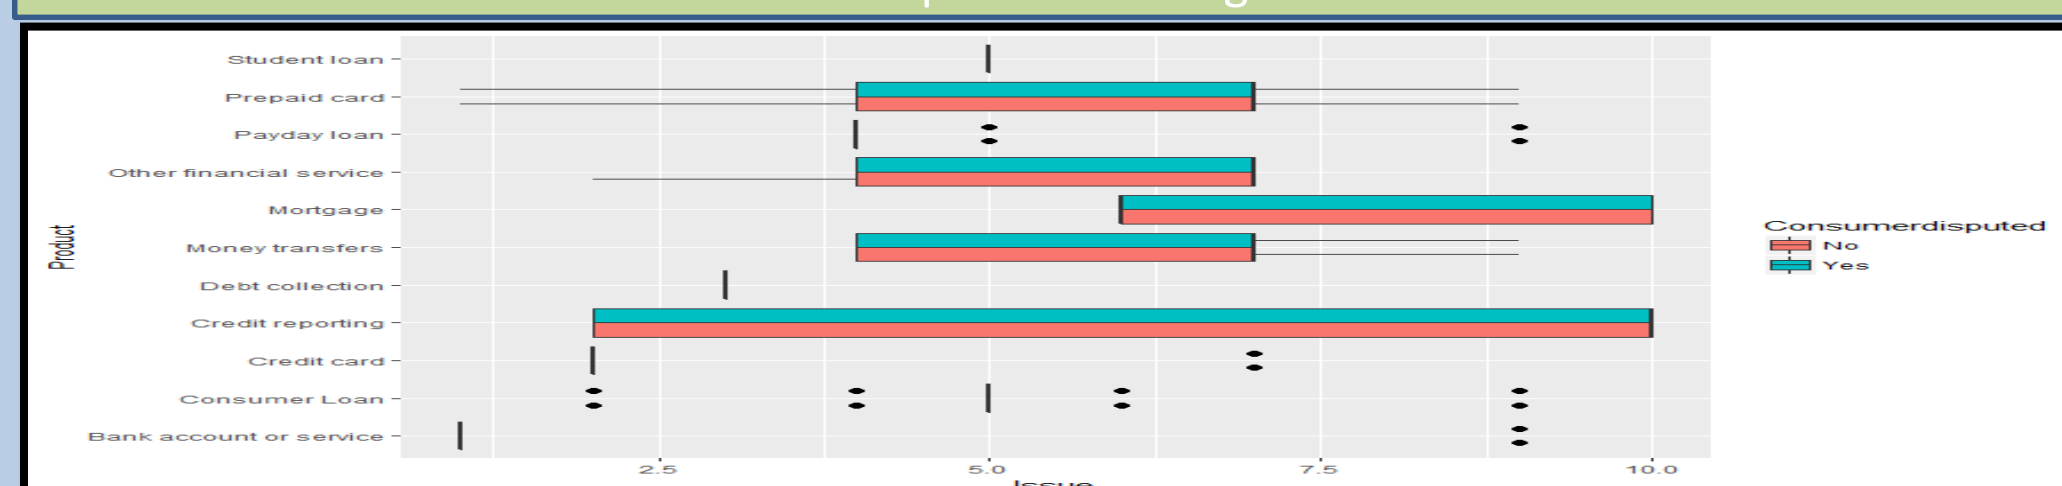 Student loan
Prepaid card
Payday loan
Other financial service
Mortgage
Money transfers
Debt collection
Credit reporting
Credit card
Consumer Loan
Bank account or service
Product
2.5 5.0 7.5 10.0
Issue
Consumerdisputed
No
Yes